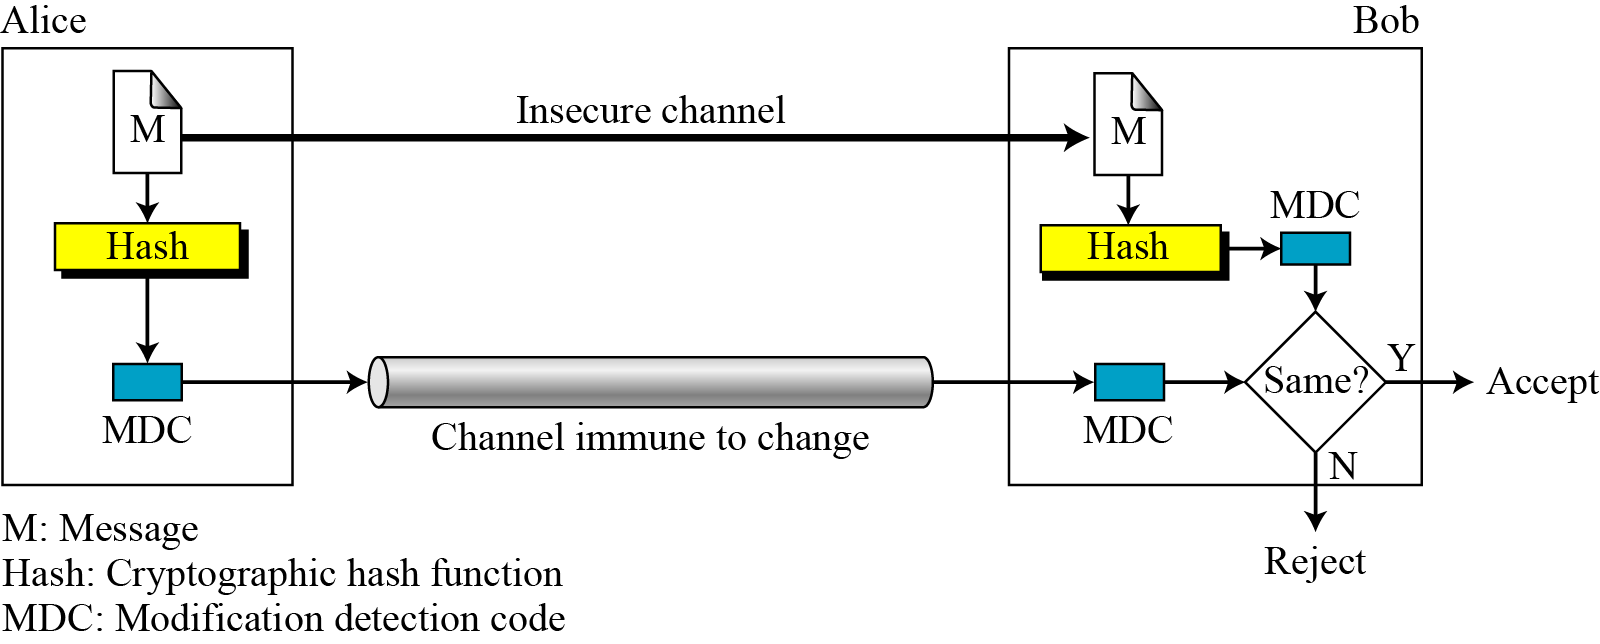 Alice
Bob
M
Insecure channel
M
MDC
Hash
Hash
Y
Same?
Accept
MDC
Channel immune to change
MDC
N
M: Message
Reject
Hash: Cryptographic hash function
MDC: Modification detection code